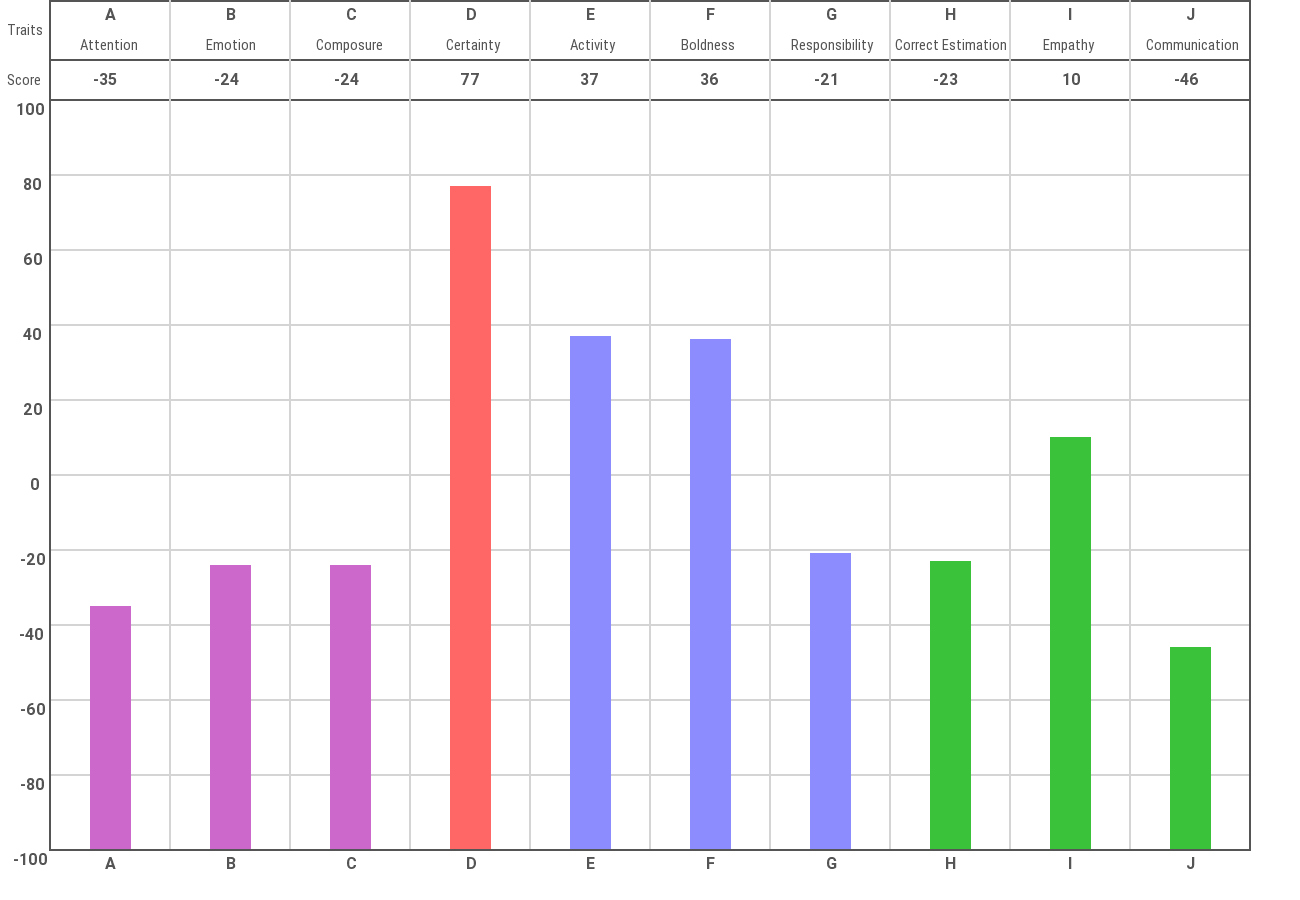 A B C D E F G H I J
Traits
Attention Emotion Composure Certainty Activity Boldness Responsibility Correct Estimation Empathy Communication
Score -35 -24 -24 77 37 36 -21 -23 10 -46
100
80
60
40
20
0
-20
-40
-60
-80
-100
A B C D E F G H I J